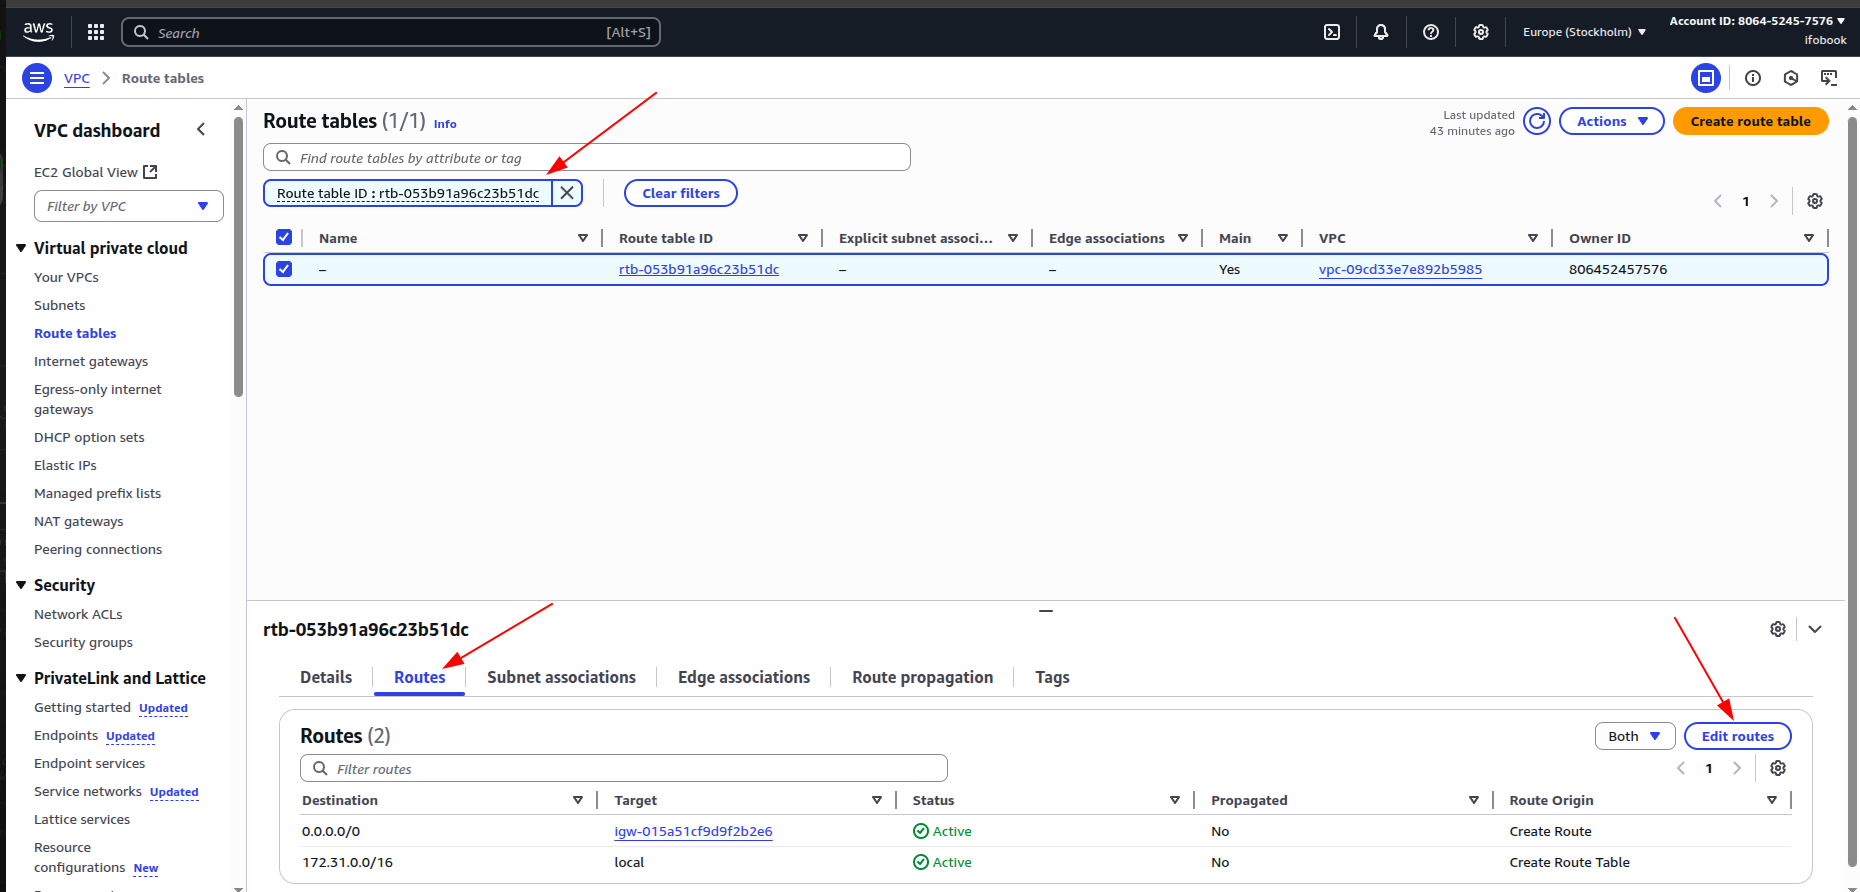 aws
Search [Alt+S]
Europe (Stockholm)
Account ID: 8064-5245-7576
ifobook
VPC Route tables
VPC dashboard
EC2 Global View
Filter by VPC
Virtual private cloud
Your VPCs
Subnets
Route tables
Internet gateways
Egress-only internet
gateways
DHCP option sets
Elastic IPs
Managed prefix lists
NAT gateways
Peering connections
Security
Network ACLs
Security groups
PrivateLink and Lattice
Getting started Updated
Endpoints Updated
Endpoint services
Service networks Updated
Lattice services
Resource
configurations New
Route tables (1/1) Info
Last updated
43 minutes ago
Actions
Create route table
Find route tables by attribute or tag
Route table ID : rtb-053b91a96c23b51dc
Clear filters
1
Name Route table ID Explicit subnet associ... Edge associations Main VPC Owner ID
– rtb-053b91a96c23b51dc – – Yes vpc-09cd33e7e892b5985 806452457576
rtb-053b91a96c23b51dc
Details Routes Subnet associations Edge associations Route propagation Tags
Routes (2)
Both
Edit routes
Filter routes
1
Destination Target Status Propagated Route Origin
0.0.0.0/0 igw-015a51cf9d9f2b2e6 Active No Create Route
172.31.0.0/16 local Active No Create Route Table